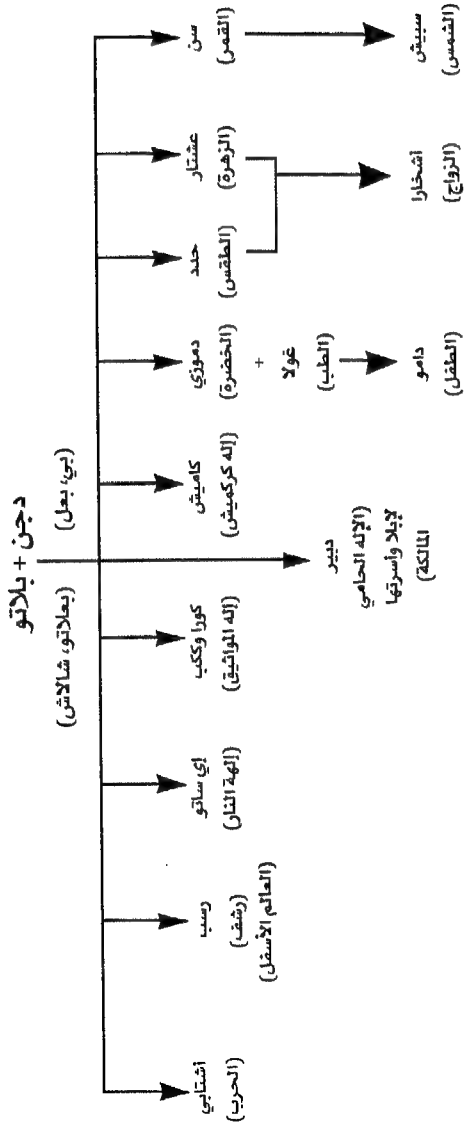 دجن + بلاتو
(بي، بعل)
(بعلاتو، شالاش)
سن
(القمر)
سبيش
(الشمس)
عشتار
(الزهرة)
حدد
(الطقس)
أشخارا
(الزواج)
دموزي
(الخضرة)
+
غولا
(الطب)
دامو
(الطفل)
كاميش
(إله كركميش)
دبير
(الإله الحامي
لإبلا وأسرتها
المالكة)
كورا وككب
(إله المواثيق)
إي ساتو
(إلهة النار)
رسب
(رشف)
(العالم الأسفل)
أشتابي
(الحرب)